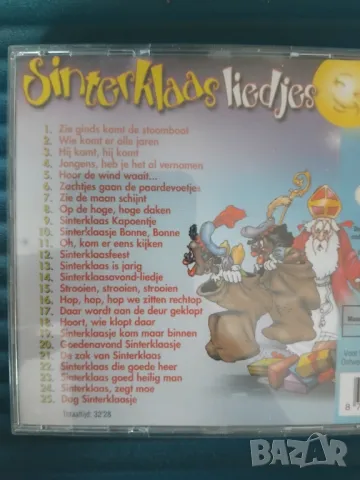 Sinterklaas liedjes
1. Zie ginds komt de stoomboot
2. Wie komt er alle jaren
3. Hij komt, hij komt
4. Jongens, heb je het al vernomen
5. Hoor de wind waait...
6. Zachtjes gaan de paardevoetjes
7. Zie de maan schijnt
8. Op de hoge, hoge daken
9. Sinterklaas Kapoentje
10. Sinterklaasje Bonne, Bonne
11. Oh, kom er eens kijken
12. Sinterklaasfeest
13. Sinterklaas is jarig
14. Sinterklaasavond-liedje
15. Strooien, strooien, strooien
16. Hop, hop, hop we zitten rechtop
17. Daar wordt aan de deur geklopt
18. Hoort, wie klopt daar
19. Sinterklaasje kom maar binnen
20. Goedenavond Sinterklaasje
21. De zak van Sinterklaas
22. Sinterklaas die goede heer
23. Sinterklaas goed heilig man
24. Sinterklaas, zegt moe
25. Dag Sinterklaasje
Totaaltijd: 32'28
bazar.bg